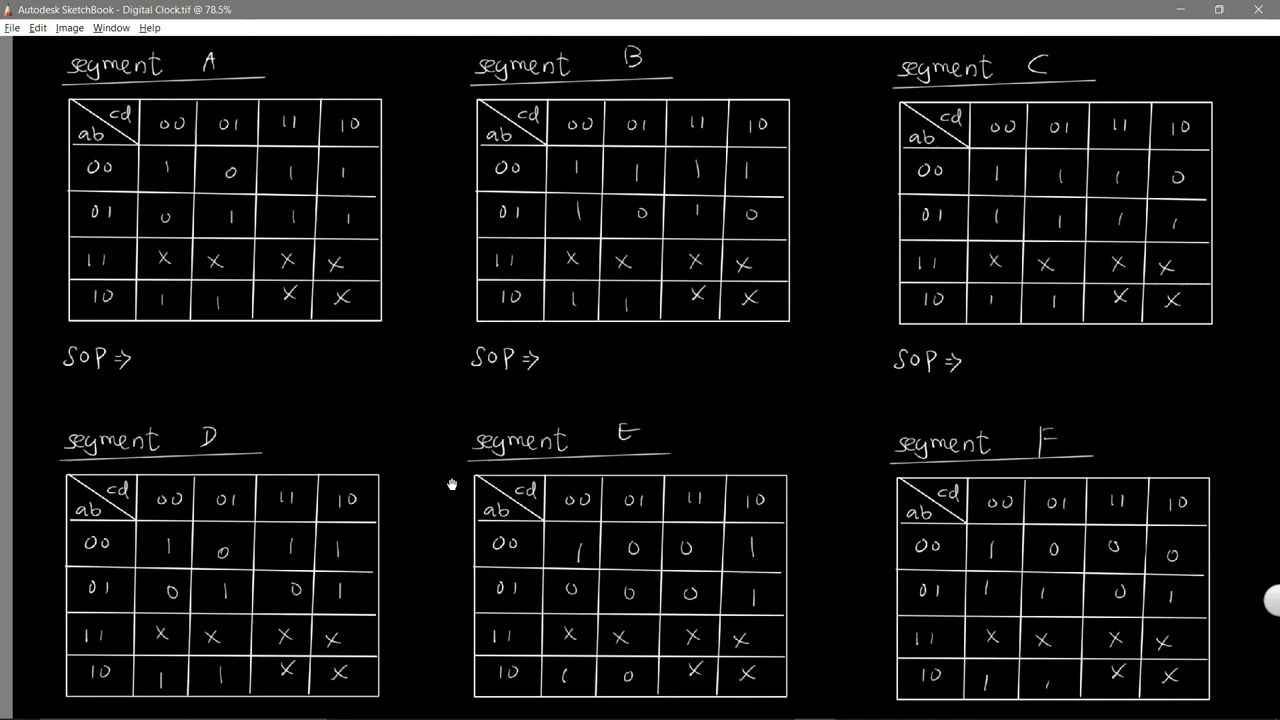 Autodesk SketchBook - Digital Clock.tif @ 78.5%
File Edit Image Window Help
segment A
cd ab 00 01 11 10
00 1 0 1 1
01 0 1 1 1
11 x x x x
10 1 1 x x
SOP ⇒
segment B
cd ab 00 01 11 10
00 1 1 1 1
01 1 0 1 0
11 x x x x
10 1 1 x x
SOP ⇒
segment C
cd ab 00 01 11 10
00 1 1 1 0
01 1 1 1 1
11 x x x x
10 1 1 x x
SOP ⇒
segment D
cd ab 00 01 11 10
00 1 0 1 1
01 0 1 0 1
11 x x x x
10 1 1 x x
segment E
cd ab 00 01 11 10
00 1 0 0 1
01 0 0 0 1
11 x x x x
10 1 0 x x
segment F
cd ab 00 01 11 10
00 1 0 0 0
01 1 1 0 1
11 x x x x
10 1 1 x x